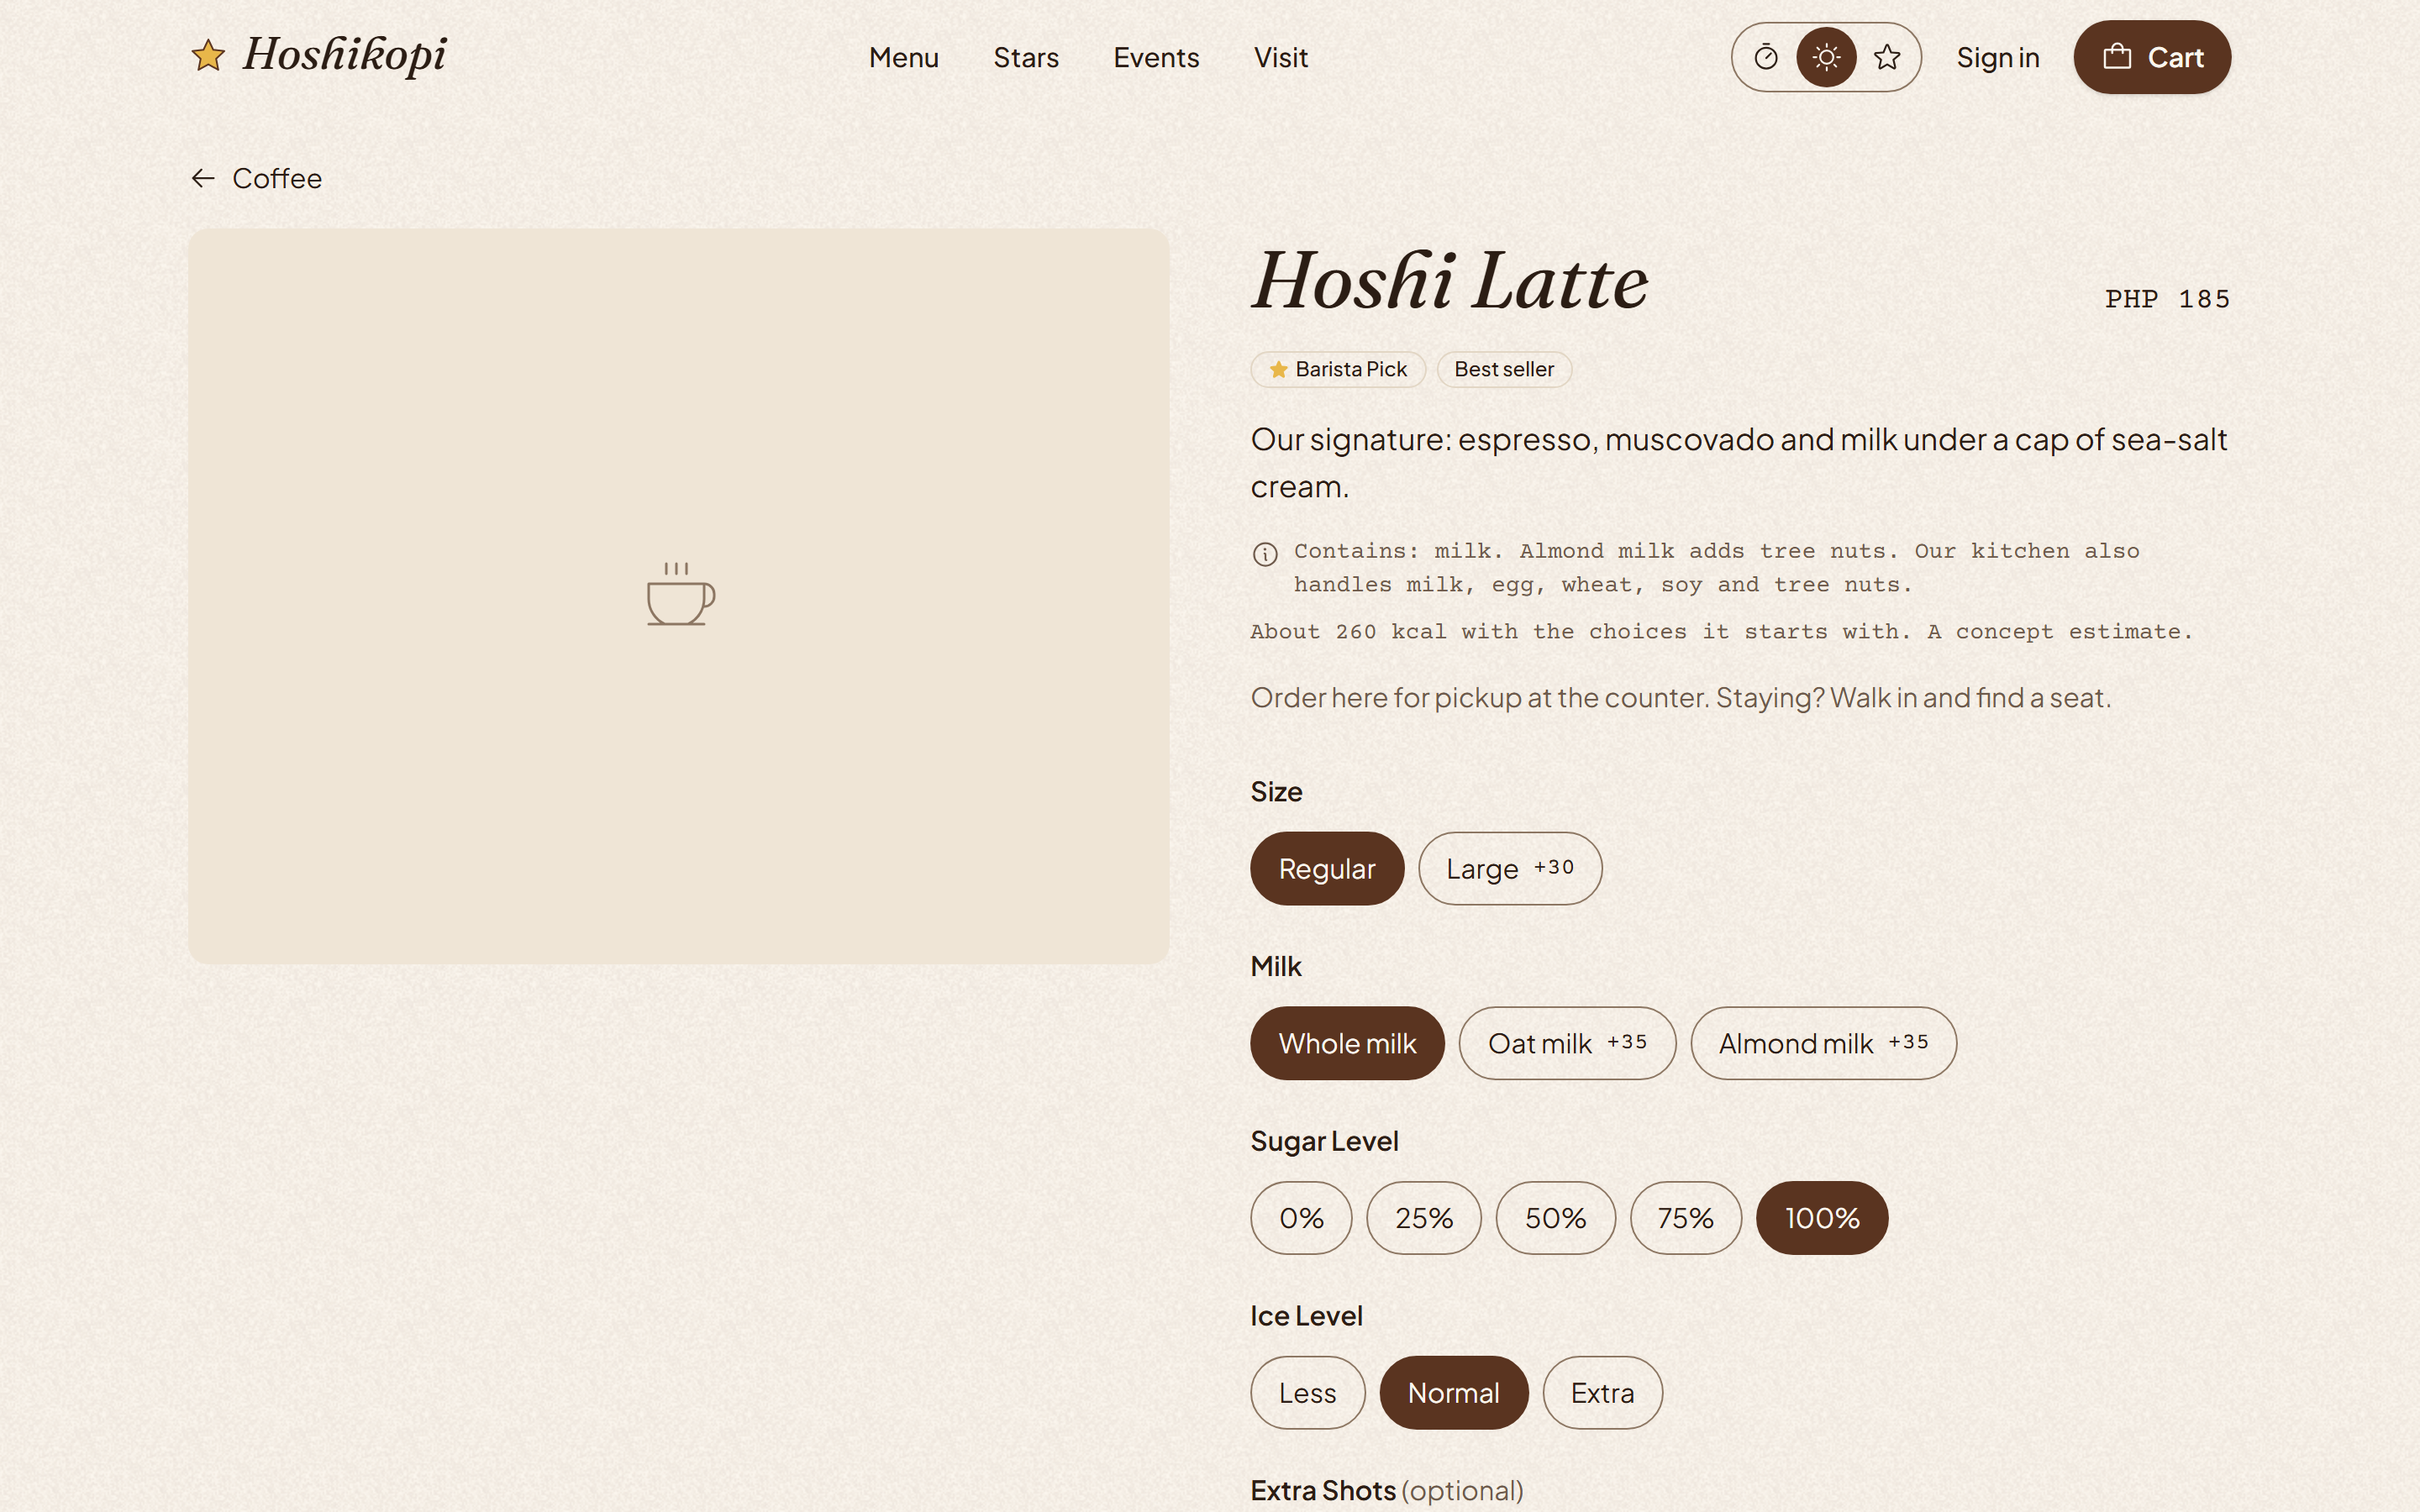 Hoshikopi
Menu
Stars
Events
Visit
Sign in
Cart
Coffee
Hoshi Latte
PHP 185
Barista Pick
Best seller
Our signature: espresso, muscovado and milk under a cap of sea-salt
cream.
Contains: milk. Almond milk adds tree nuts. Our kitchen also
handles milk, egg, wheat, soy and tree nuts.
About 260 kcal with the choices it starts with. A concept estimate.
Order here for pickup at the counter. Staying? Walk in and find a seat.
Size
Regular
Large +30
Milk
Whole milk
Oat milk +35
Almond milk +35
Sugar Level
0%
25%
50%
75%
100%
Ice Level
Less
Normal
Extra
Extra Shots (optional)